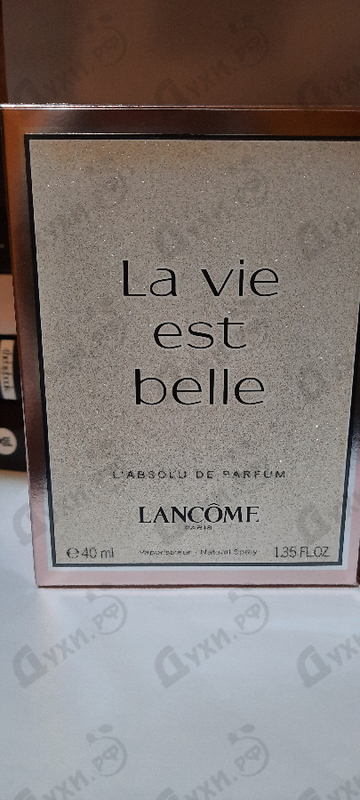 La vie
est
belle
L'ABSOLU DE PARFUM
LANCÔME
PARIS
℮ 40 ml Vaporisateur - Natural Spray 1.35 FL.OZ
Духи.рф